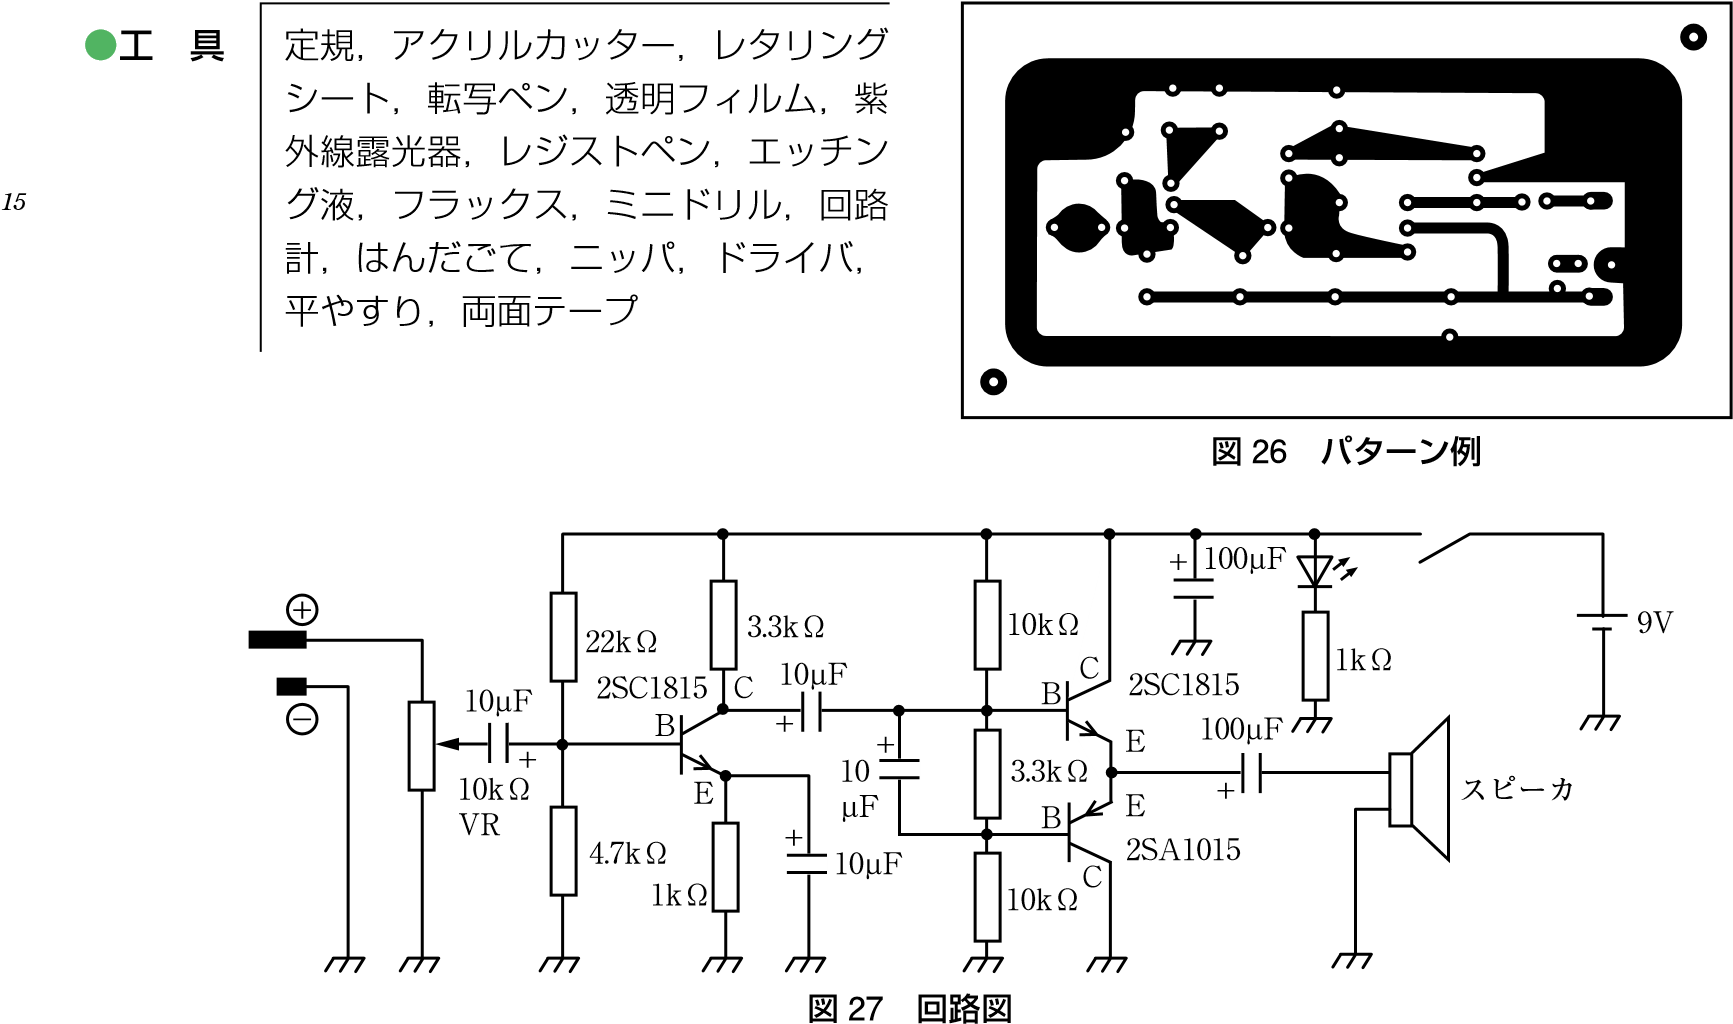 ●工　具
定規，アクリルカッター，レタリング
シート，転写ペン，透明フィルム，紫
外線露光器，レジストペン，エッチン
グ液，フラックス，ミニドリル，回路
計，はんだごて，ニッパ，ドライバ，
平やすり，両面テープ
15
図 26　パターン例
+
−
10μF
+
10kΩ
VR
22kΩ
4.7kΩ
3.3kΩ
2SC1815
C
B
E
1kΩ
10μF
+
+
10μF
+
10
μF
10kΩ
3.3kΩ
10kΩ
C
B
2SC1815
E
B
E
2SA1015
C
+
100μF
1kΩ
100μF
+
9V
スピーカ
図 27　回路図